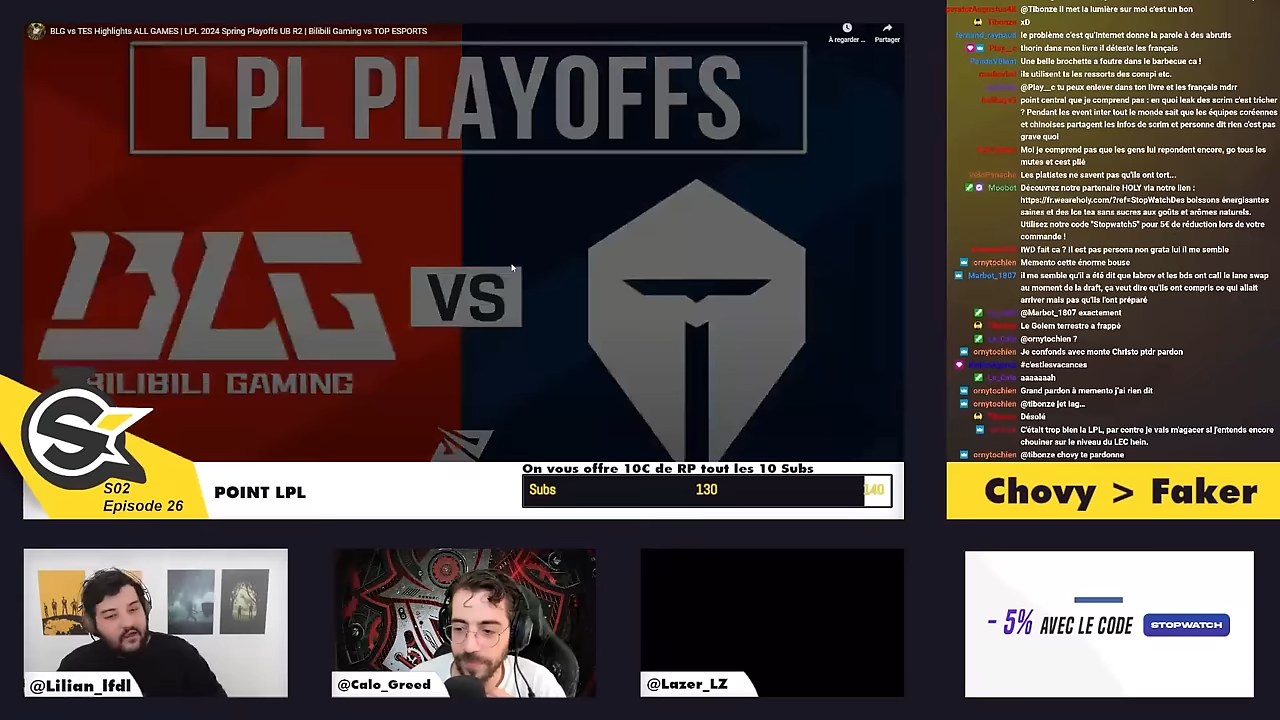 BLG vs TES Highlights ALL GAMES | LPL 2024 Spring Playoffs UB R2 | Bilibili Gaming vs TOP ESPORTS
À regarder ...
Partager
LPL PLAYOFFS
BLG
VS
BILIBILI GAMING
S02
Episode 26
POINT LPL
On vous offre 10C de RP tout les 10 Subs
Subs
130
140
@Lilian_lfdl
@Calo_Greed
@Lazer_LZ
@Tibonze il met la lumière sur moi c'est un bon
Tibonze xD
fernand_raynaud le problème c'est qu'internet donne la parole à des abrutis
Play__c thorin dans mon livre il déteste les français
Une belle brochette a foutre dans le barbecue ca !
ils utilisent ts les ressorts des conspi etc.
@Play__c tu peux enlever dans ton livre et les français mdrr
point central que je comprend pas : en quoi leak des scrim c'est tricher
? Pendant les event inter tout le monde sait que les équipes coréennes
et chinoises partagent les infos de scrim et personne dit rien c'est pas
grave quoi
Moi je comprend pas que les gens lui repondent encore, go tous les
mutes et cest plié
Les platistes ne savent pas qu'ils ont tort...
Moobot Découvrez notre partenaire HOLY via notre lien :
https://fr.weareholy.com/?ref=StopWatchDes boissons énergisantes
saines et des Ice tea sans sucres aux goûts et arômes naturels.
Utilisez notre code "Stopwatch5" pour 5€ de réduction lors de votre
commande !
IWD fait ca ? il est pas persona non grata lui il me semble
ornytochien Memento cette énorme bouse
Marbot_1807 il me semble qu'il a été dit que labrov et les bds ont call le lane swap
au moment de la draft, ça veut dire qu'ils ont compris ce qui allait
arriver mais pas qu'ils l'ont préparé
@Marbot_1807 exactement
Le Golem terrestre a frappé
@ornytochien ?
ornytochien Je confonds avec monte Christo ptdr pardon
#c'estlesvacances
aaaaaaah
ornytochien Grand pardon à memento j'ai rien dit
ornytochien @tibonze jet lag...
Désolé
C'était trop bien la LPL, par contre je vais m'agacer si j'entends encore
chouiner sur le niveau du LEC hein.
ornytochien @tibonze chovy te pardonne
Chovy > Faker
- 5% AVEC LE CODE
STOPWATCH